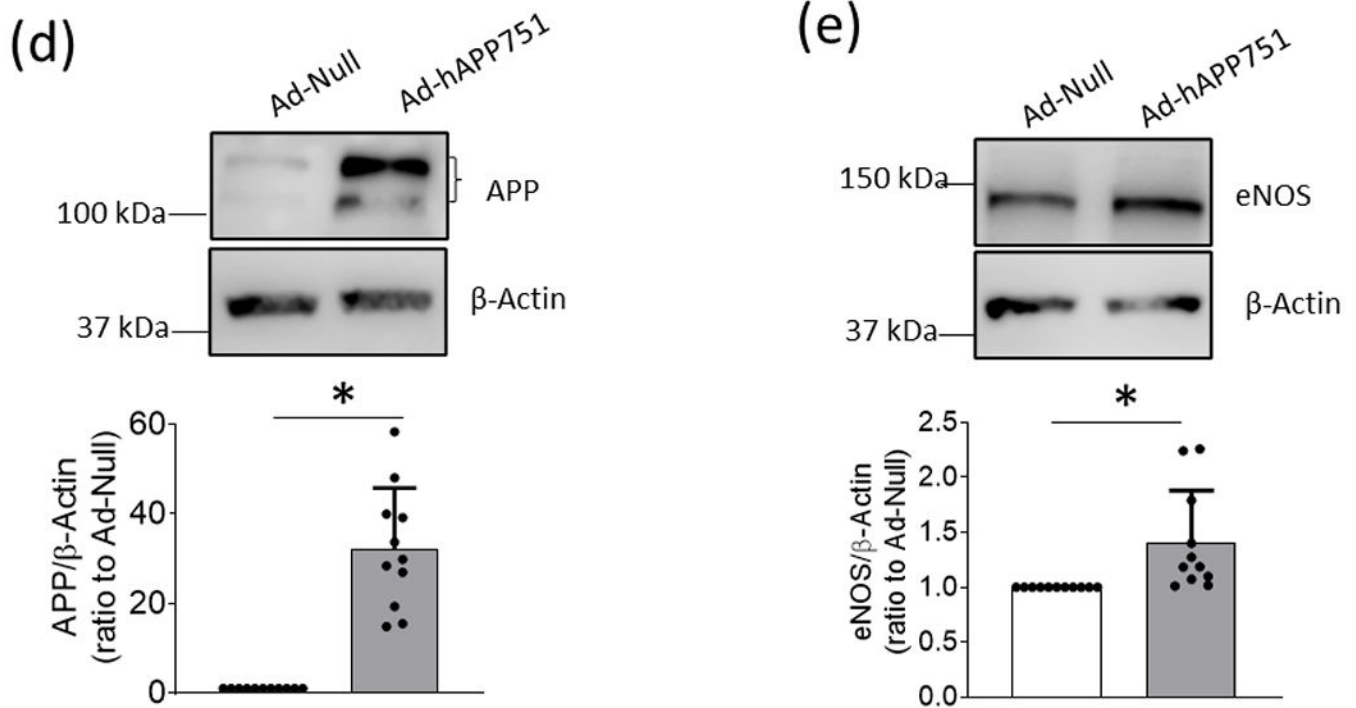 (d)
Ad-Null
Ad-hAPP751
100 kDa
APP
37 kDa
β-Actin
*
APP/β-Actin
(ratio to Ad-Null)
60
40
20
0
(e)
Ad-Null
Ad-hAPP751
150 kDa
eNOS
37 kDa
β-Actin
*
eNOS/β-Actin
(ratio to Ad-Null)
2.5
2.0
1.5
1.0
0.5
0.0